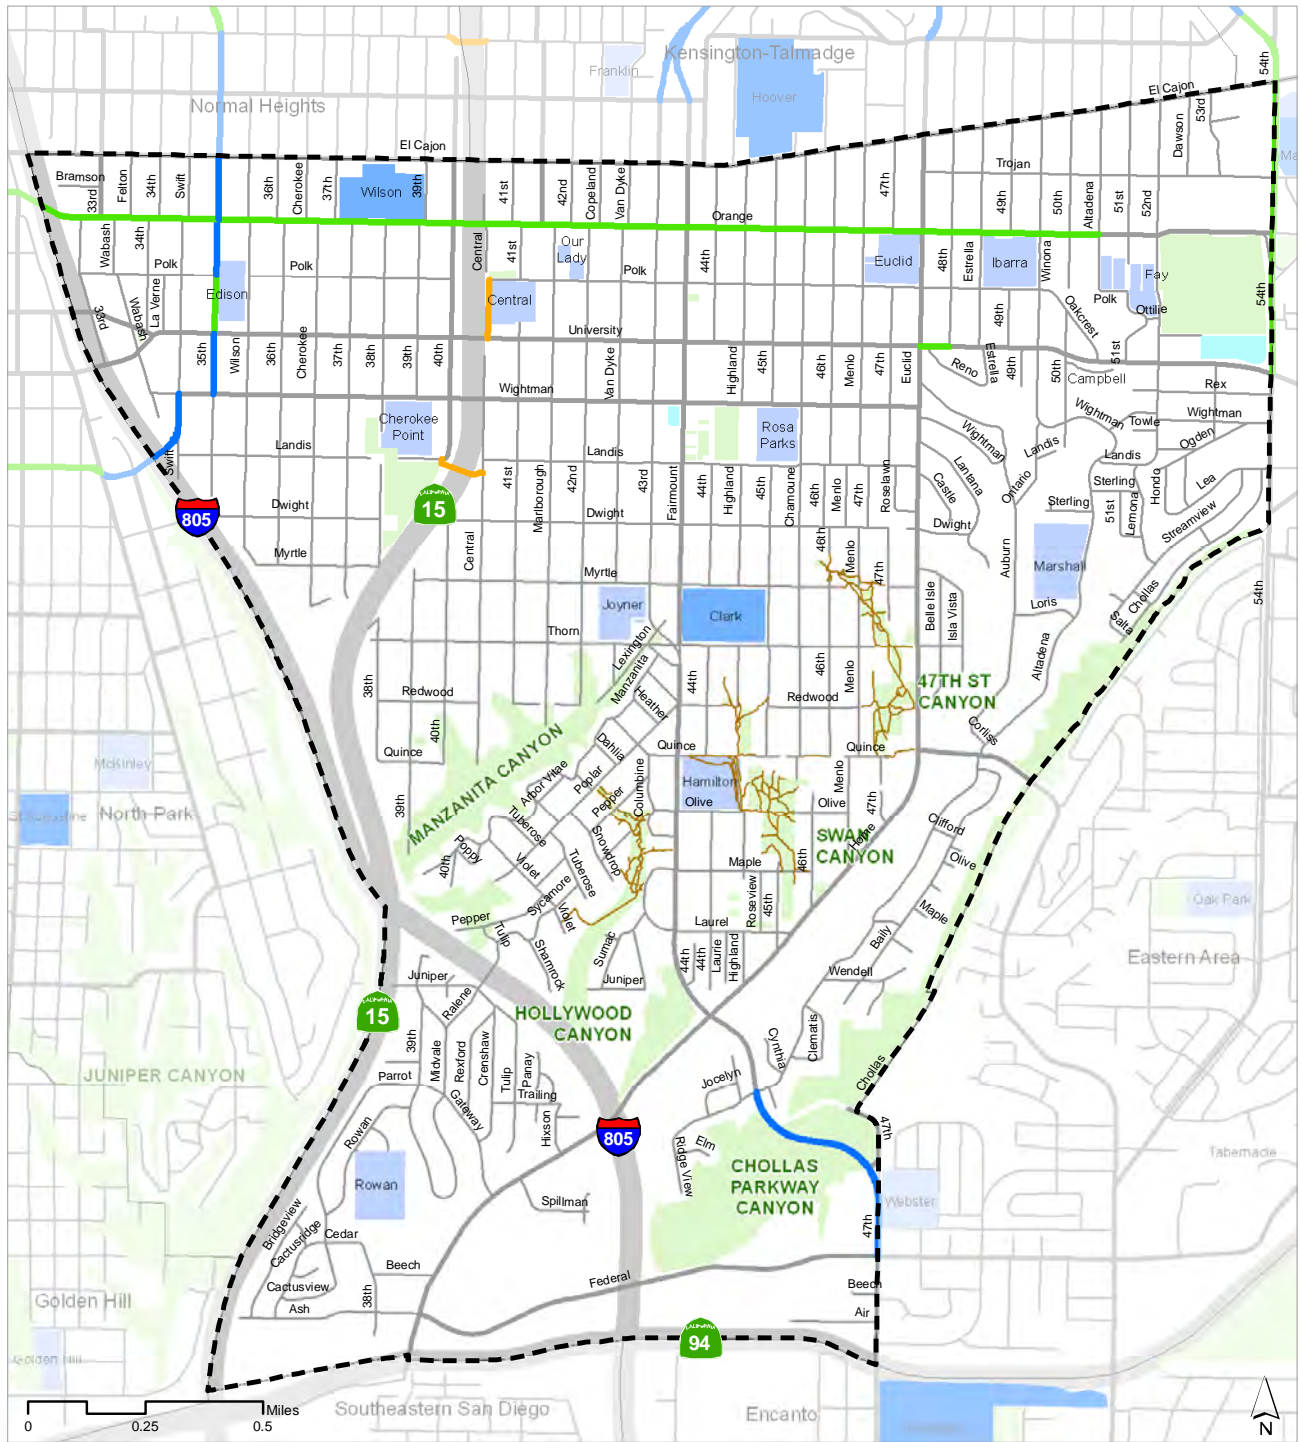 Kensington-Talmadge
Franklin
Hoover
Normal Heights
El Cajon
54th
53rd
Dawson
El Cajon
Trojan
Bramson
33rd
Felton
34th
Swift
36th
Cherokee
37th
Wilson
39th
41st
42nd
Copeland
Van Dyke
47th
49th
50th
Altadena
51st
52nd
Orange
Wabash
34th
Polk
Polk
Central
41st
Our
Lady
Polk
44th
Euclid
48th
Estrella
Ibarra
Winona
Fay
Polk
Ottilie
54th
Edison
La Verne
Wabash
33rd
Central
University
49th
Oakcrest
51st
35th
Wilson
36th
Cherokee
37th
38th
39th
40th
Van Dyke
Highland
45th
46th
Menlo
47th
Euclid
Reno
Estrella
49th
50th
Campbell
Rex
Wightman
Cherokee
Point
Rosa
Parks
Wightman
Wightman
Towle
Wightman
Ogden
Landis
Landis
Landis
Landis
Swift
Lantana
Castle
Ontario
Sterling
Sterling
Hondo
Lea
805
15
CALIFORNIA
41st
Marlborough
42nd
43rd
Fairmount
44th
Highland
45th
Chamoune
46th
Menlo
47th
Roselawn
Dwight
Dwight
Dwight
51st
Lemona
Streamview
Myrtle
Central
Myrtle
46th
Menlo
47th
Auburn
Marshall
Chollas
Salta
54th
Joyner
Clark
Belle Isle
Isla Vista
Loris
Thorn
Lexington
Manzanita
Heather
46th
Menlo
Altadena
38th
Redwood
44th
Redwood
47TH ST
CANYON
40th
Quince
Quince
Quince
Corliss
McKinley
North Park
MANZANITA CANYON
Dahlia
Arbor Vitae
Poplar
Pepper
Columbine
Hamilton
Olive
Olive
Menlo
47th
39th
Tuberose
Snowdrop
SWAN
CANYON
Home
Clifford
Olive
Poppy
40th
Violet
Tuberose
Sycamore
Violet
Maple
46th
Maple
Oak Park
Pepper
Tulip
Shamrock
Sumac
Juniper
Laurel
Roseview
45th
44th
44th
Laurie
Highland
Baily
Wendell
Eastern Area
Juniper
Ralene
15
CALIFORNIA
HOLLYWOOD
CANYON
JUNIPER CANYON
39th
Midvale
Rexford
Crenshaw
Tulip
Panay
Trailing
Hixson
Parrot
Gateway
Rowan
Cynthia
Clematis
Jocelyn
Chollas
47th
805
Elm
Ridge View
CHOLLAS
PARKWAY
CANYON
Tabernacle
Webster
Rowan
Spillman
47th
Bridgeview
Cactusridge
Cedar
Beech
Federal
Beech
Cactusview
Ash
38th
Air
Golden Hill
Golden Hill
94
CALIFORNIA
Southeastern San Diego
Encanto
Miles
0 0.25 0.5
N